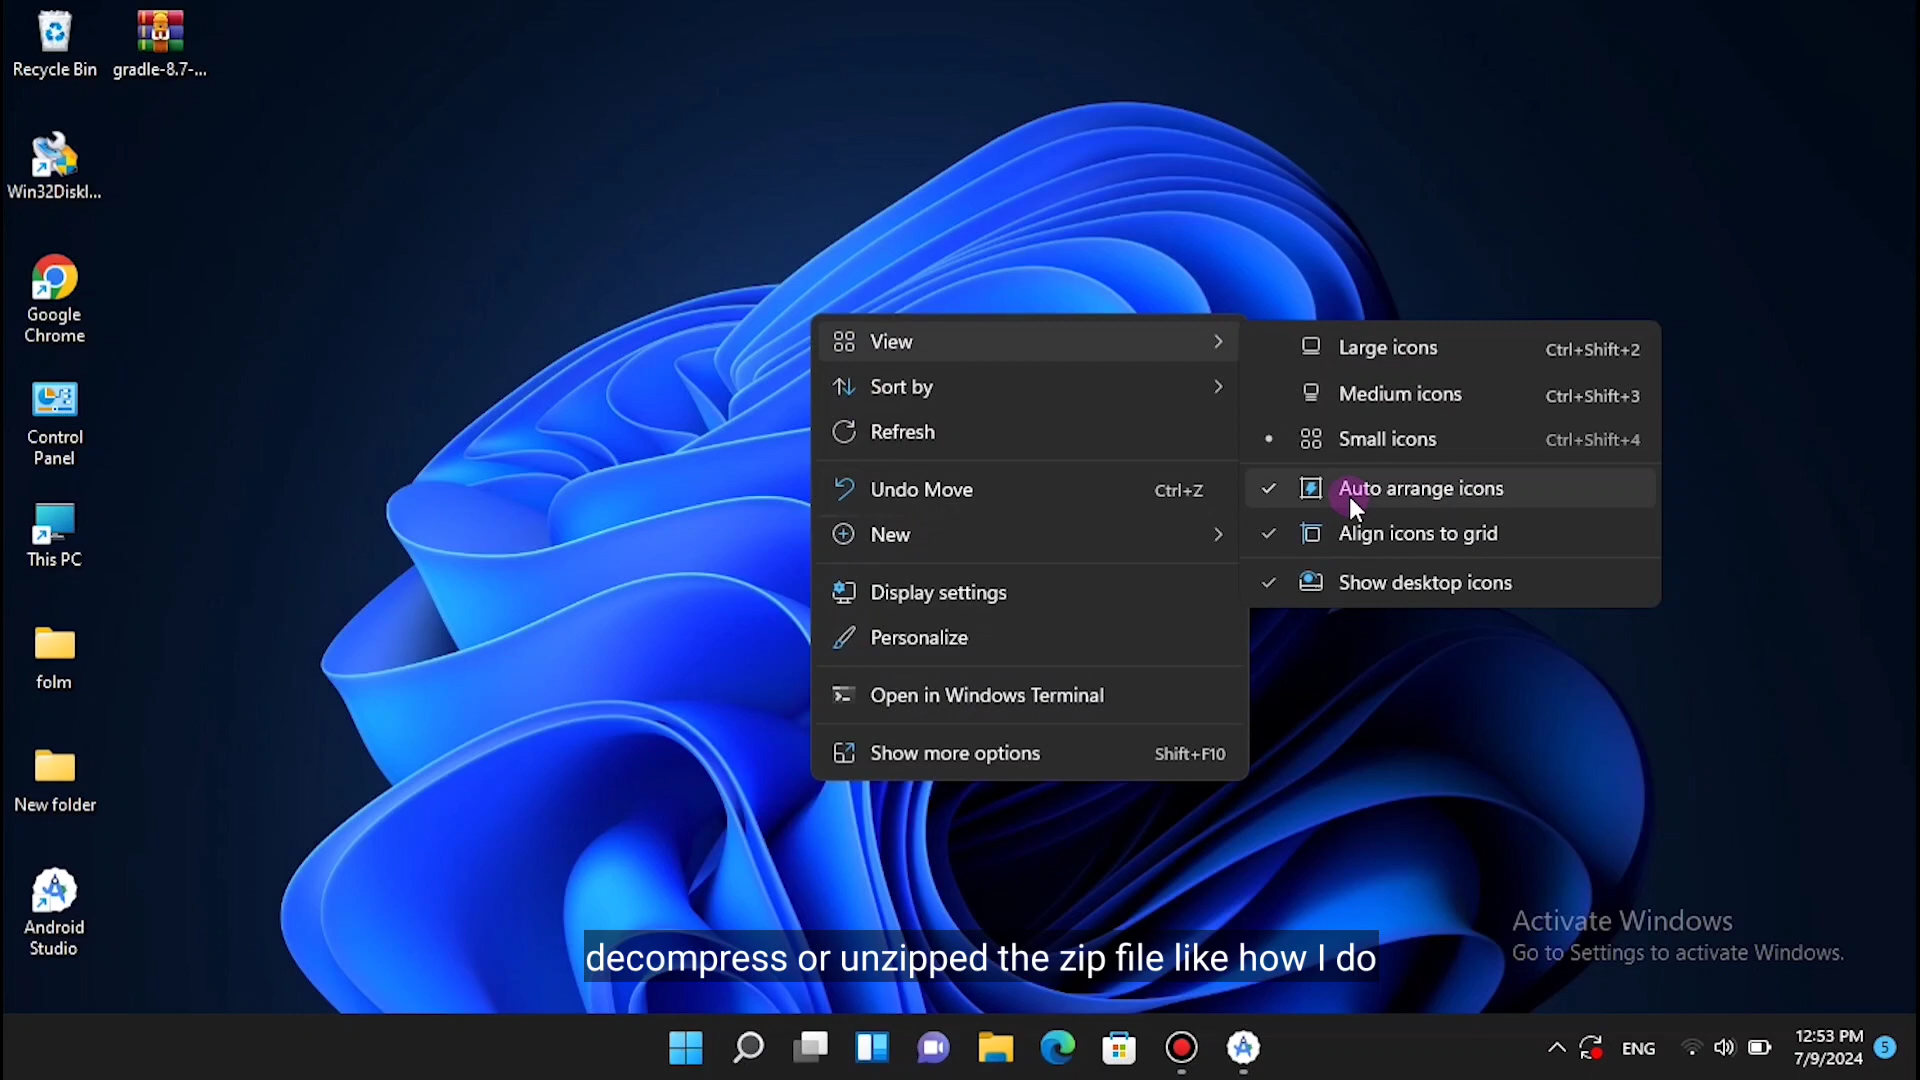 Recycle Bin
gradle-8.7-...
Win32DiskI...
Google
Chrome
Control
Panel
This PC
folm
New folder
Android
Studio
View
Sort by
Refresh
Undo Move Ctrl+Z
New
Display settings
Personalize
Open in Windows Terminal
Show more options Shift+F10
Large icons Ctrl+Shift+2
Medium icons Ctrl+Shift+3
Small icons Ctrl+Shift+4
Auto arrange icons
Align icons to grid
Show desktop icons
Activate Windows
Go to Settings to activate Windows.
decompress or unzipped the zip file like how I do
ENG
12:53 PM
7/9/2024
5